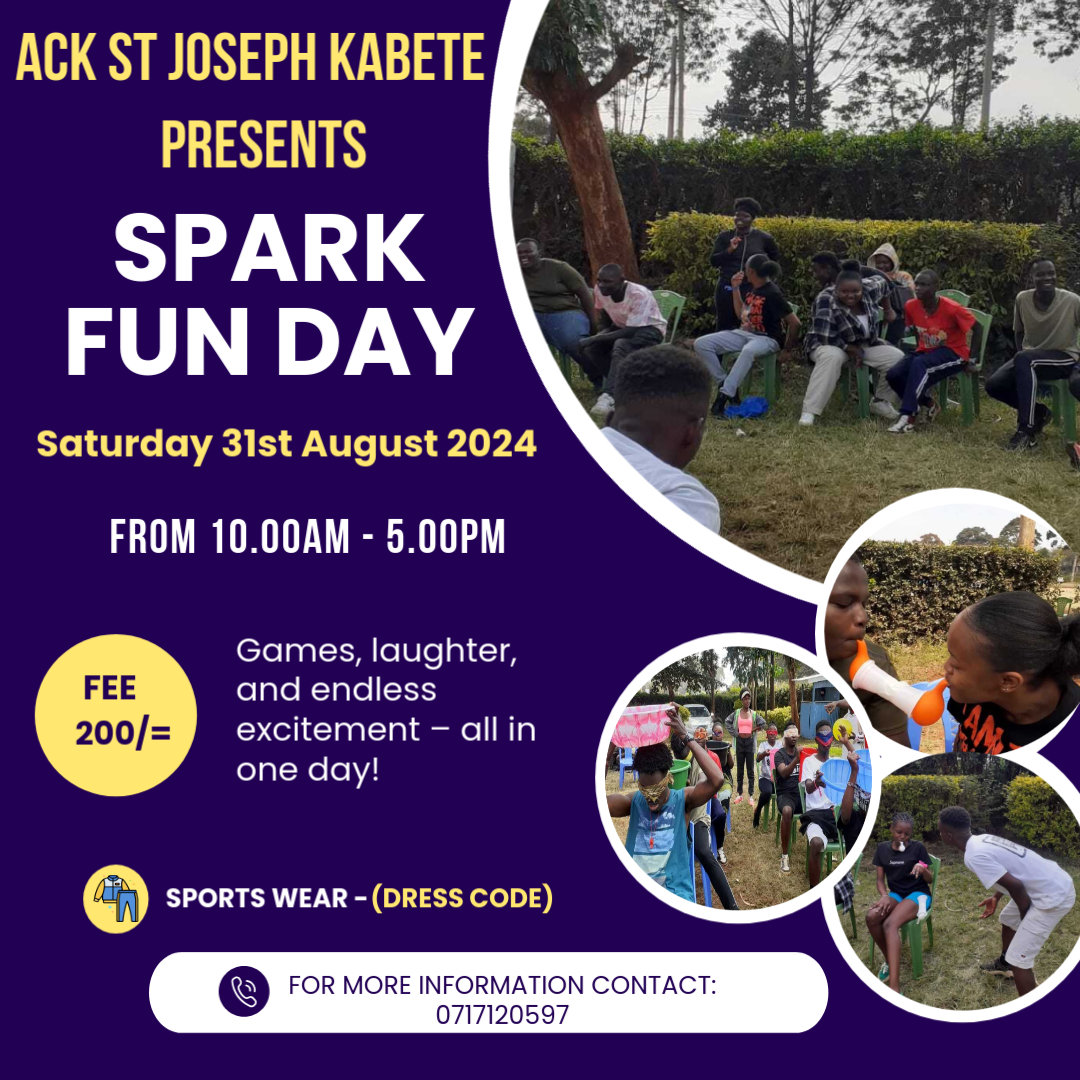 ACK ST JOSEPH KABETE
PRESENTS
SPARK
FUN DAY
Saturday 31st August 2024
FROM 10.00AM - 5.00PM
FEE
200/=
Games, laughter,
and endless
excitement – all in
one day!
SPORTS WEAR - (DRESS CODE)
FOR MORE INFORMATION CONTACT:
0717120597